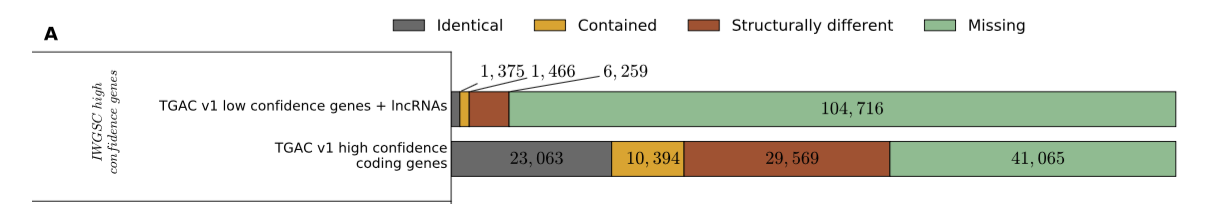 A
Identical Contained Structurally different Missing
IWGSC high
confidence genes
1, 375 1, 466 6, 259
TGAC v1 low confidence genes + lncRNAs 104, 716
TGAC v1 high confidence
coding genes
23, 063 10, 394 29, 569 41, 065